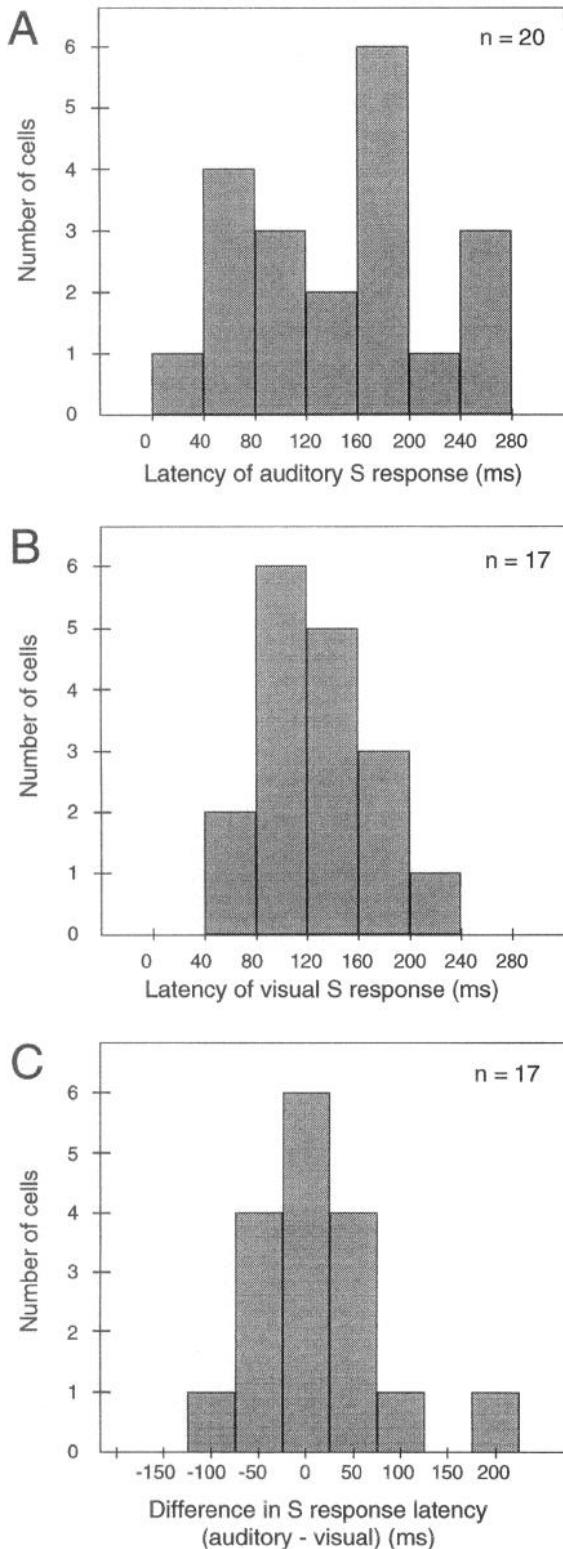 A
n = 20
Number of cells
6
5
4
3
2
1
0
0 40 80 120 160 200 240 280
Latency of auditory S response (ms)
B
n = 17
Number of cells
6
5
4
3
2
1
0
0 40 80 120 160 200 240 280
Latency of visual S response (ms)
C
n = 17
Number of cells
6
5
4
3
2
1
0
-150 -100 -50 0 50 100 150 200
Difference in S response latency
(auditory - visual) (ms)